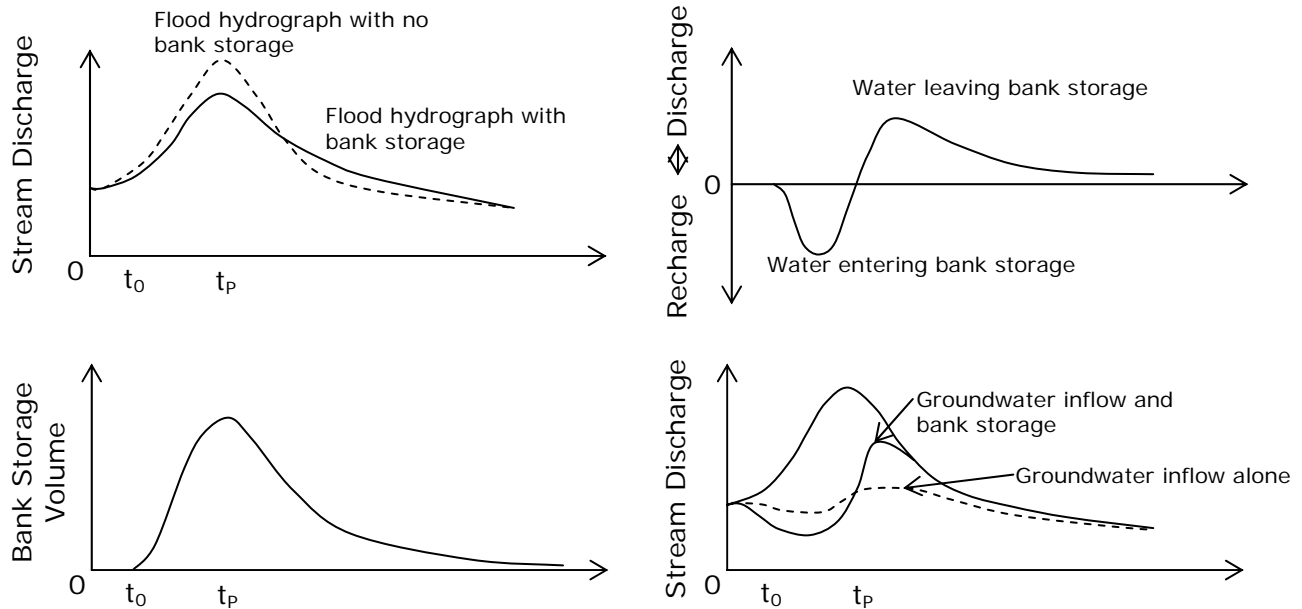 Flood hydrograph with no
bank storage
Stream Discharge
Flood hydrograph with
bank storage
0
t0
tP
Recharge
Discharge
Water leaving bank storage
0
Water entering bank storage
Bank Storage
Volume
0
t0
tP
Stream Discharge
Groundwater inflow and
bank storage
Groundwater inflow alone
0
t0
tP